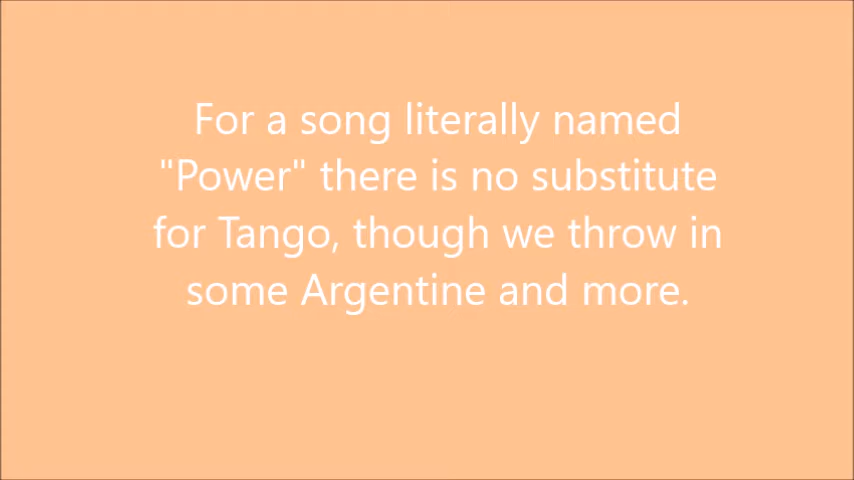 For a song literally named
"Power" there is no substitute
for Tango, though we throw in
some Argentine and more.